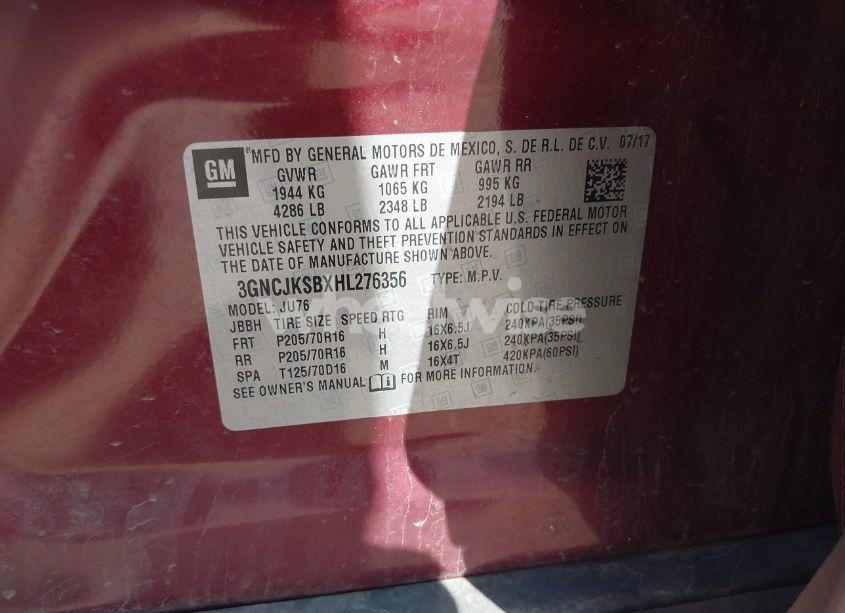 GM
MFD BY GENERAL MOTORS DE MEXICO, S. DE R.L. DE C.V. 07/17
GVWR GAWR FRT GAWR RR
1944 KG 1065 KG 995 KG
4286 LB 2348 LB 2194 LB
THIS VEHICLE CONFORMS TO ALL APPLICABLE U.S. FEDERAL MOTOR
VEHICLE SAFETY AND THEFT PREVENTION STANDARDS IN EFFECT ON
THE DATE OF MANUFACTURE SHOWN ABOVE.
3GNCJKSBXHL276356 TYPE: M.P.V.
MODEL: JU76
JBBH TIRE SIZE SPEED RTG RIM COLD TIRE PRESSURE
FRT P205/70R16 H 16X6.5J 240KPA(35PSI)
RR P205/70R16 H 16X6.5J 240KPA(35PSI)
SPA T125/70D16 M 16X4T 420KPA(60PSI)
SEE OWNER'S MANUAL FOR MORE INFORMATION.